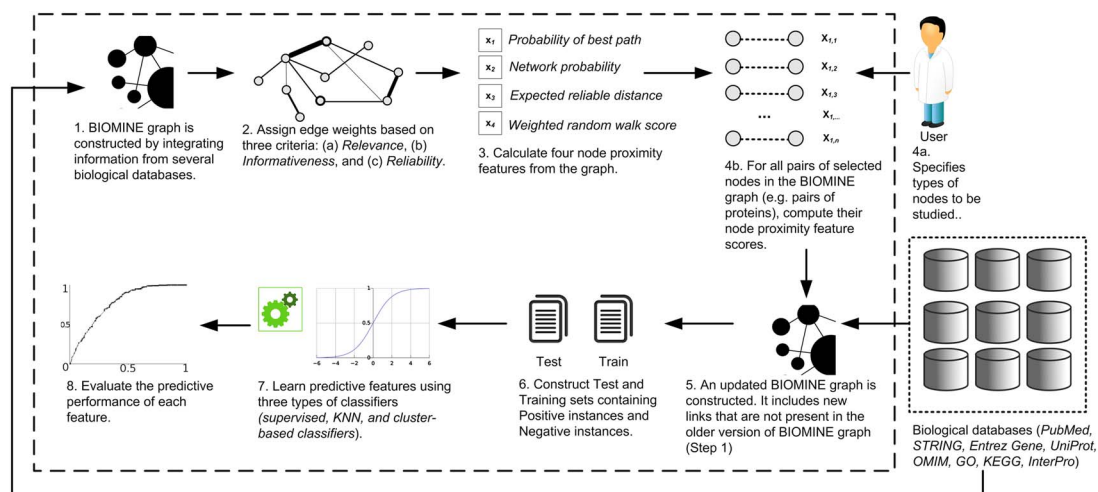 1. BIOMINE graph is
constructed by integrating
information from several
biological databases.
2. Assign edge weights based on
three criteria: (a) Relevance, (b)
Informativeness, and (c) Reliability.
x1 Probability of best path
x2 Network probability
x3 Expected reliable distance
x4 Weighted random walk score
3. Calculate four node proximity
features from the graph.
X1,1
X1,2
X1,3
... X1,...
X1,n
4b. For all pairs of selected
nodes in the BIOMINE
graph (e.g. pairs of
proteins), compute their
node proximity feature
scores.
User
4a.
Specifies
types of
nodes to be
studied..
Biological databases (PubMed,
STRING, Entrez Gene, UniProt,
OMIM, GO, KEGG, InterPro)
5. An updated BIOMINE graph is
constructed. It includes new
links that are not present in the
older version of BIOMINE graph
(Step 1)
Test Train
6. Construct Test and
Training sets containing
Positive instances and
Negative instances.
1
0.5
0
−6 −4 −2 0 2 4 6
7. Learn predictive features using
three types of classifiers
(supervised, KNN, and cluster-
based classifiers).
1
0.5
0
0.5 1
8. Evaluate the predictive
performance of each
feature.